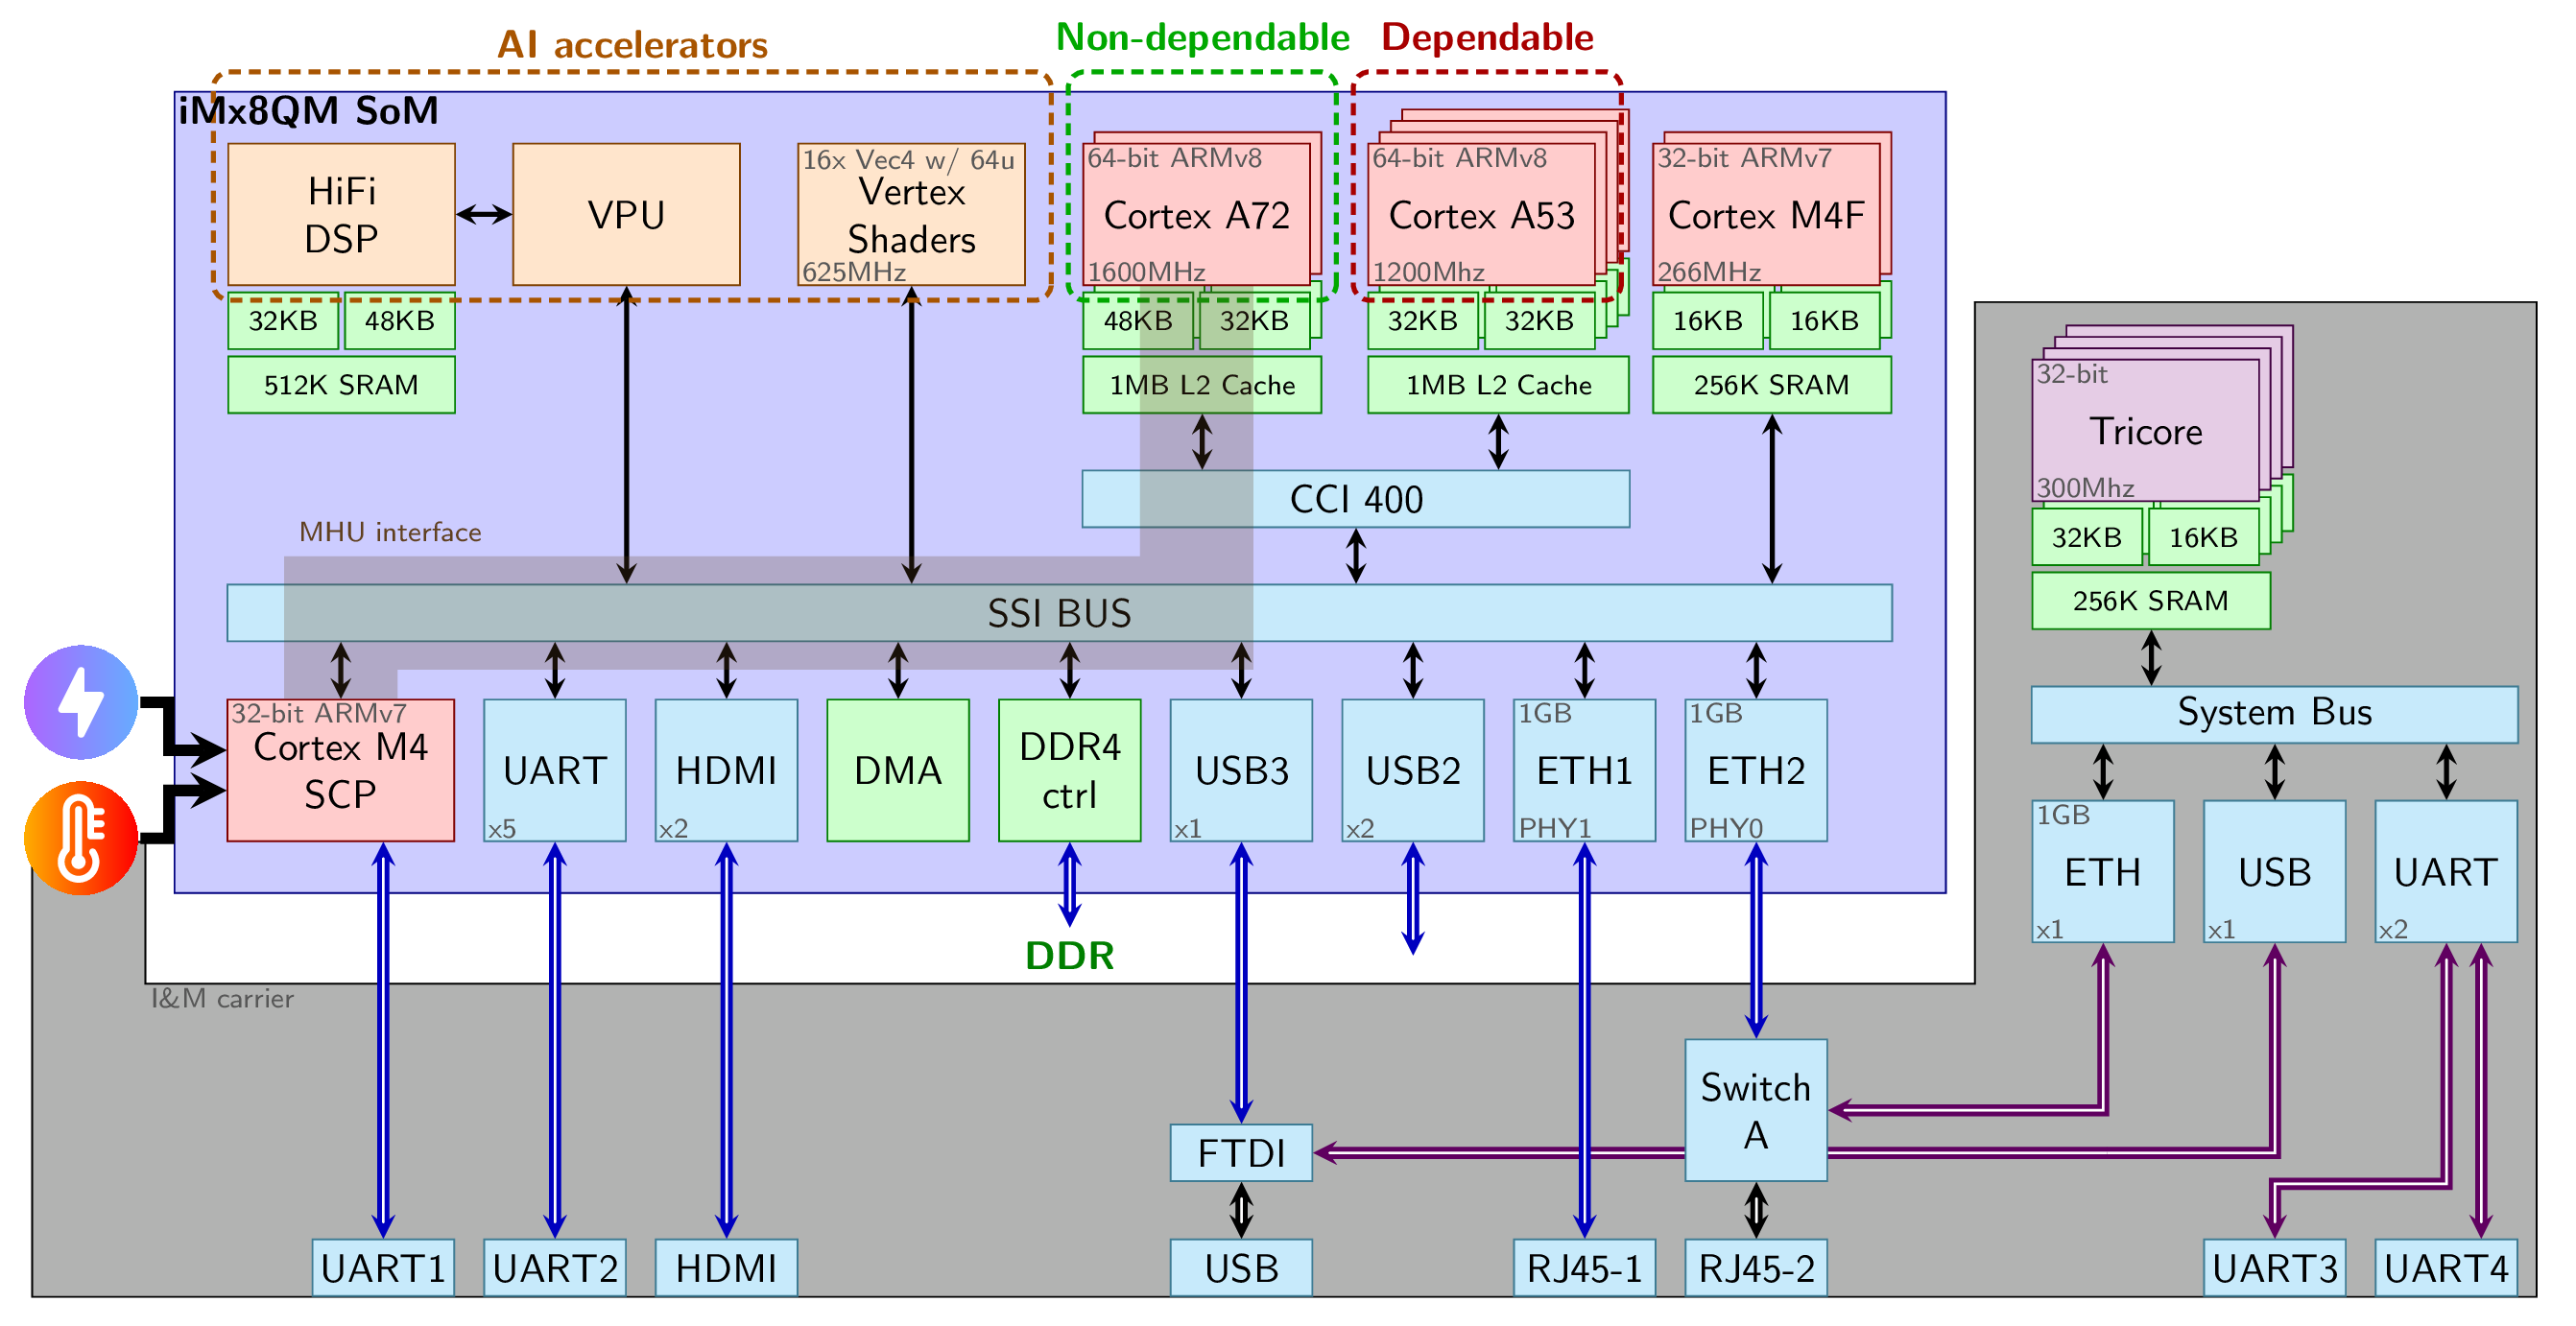 AI accelerators
Non-dependable
Dependable
iMx8QM SoM
HiFi
DSP
VPU
16x Vec4 w/ 64u
Vertex
Shaders
625MHz
64-bit ARMv8
Cortex A72
1600MHz
64-bit ARMv8
Cortex A53
1200Mhz
32-bit ARMv7
Cortex M4F
266MHz
32KB
48KB
48KB
32KB
32KB
32KB
16KB
16KB
512K SRAM
1MB L2 Cache
1MB L2 Cache
256K SRAM
32-bit
Tricore
300Mhz
32KB
16KB
256K SRAM
CCI 400
MHU interface
SSI BUS
System Bus
32-bit ARMv7
Cortex M4
SCP
UART
x5
HDMI
x2
DMA
DDR4
ctrl
USB3
x1
USB2
x2
1GB
ETH1
PHY1
1GB
ETH2
PHY0
1GB
ETH
x1
USB
x1
UART
x2
DDR
I&M carrier
Switch
A
FTDI
UART1
UART2
HDMI
USB
RJ45-1
RJ45-2
UART3
UART4